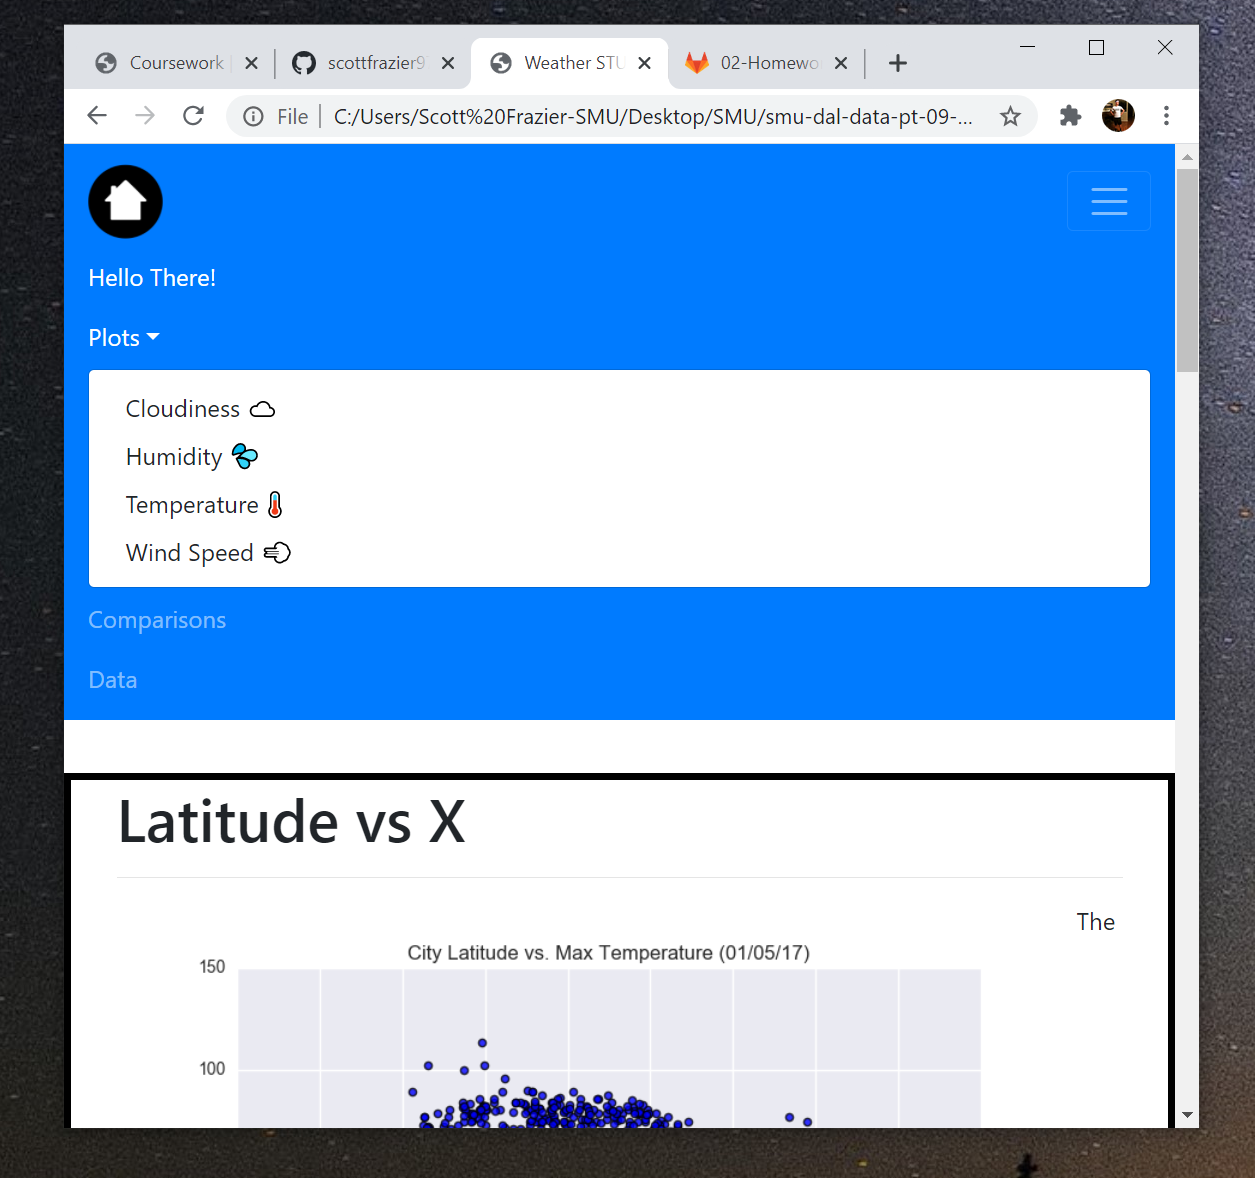 Coursework
scottfrazier9
Weather STU
02-Homewo
File
C:/Users/Scott%20Frazier-SMU/Desktop/SMU/smu-dal-data-pt-09-...
Hello There!
Plots
Cloudiness
Humidity
Temperature
Wind Speed
Comparisons
Data
Latitude vs X
The
City Latitude vs. Max Temperature (01/05/17)
150
100